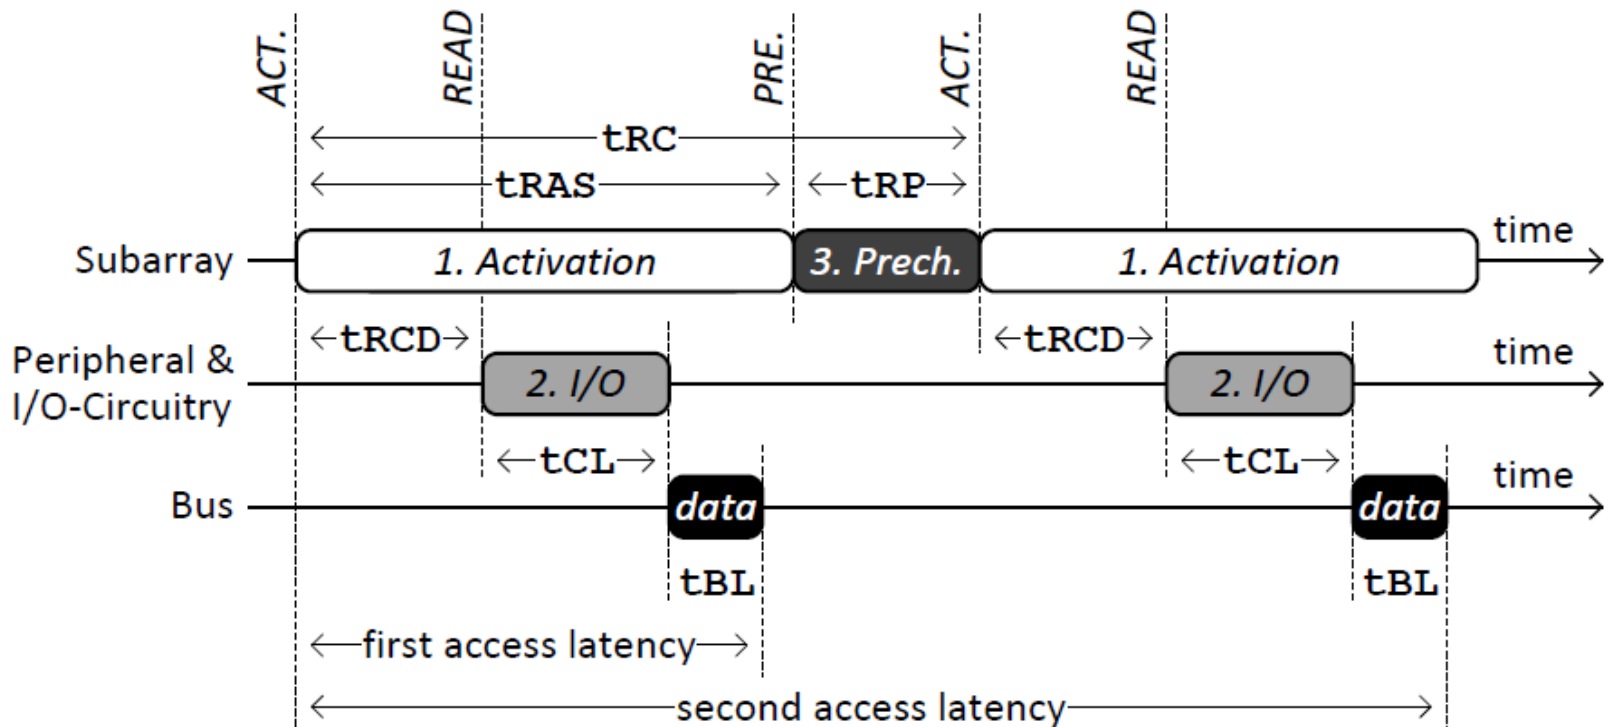 ACT.
READ
PRE.
ACT.
READ
tRC
tRAS
tRP
Subarray
1. Activation
3. Prech.
1. Activation
time
tRCD
tRCD
time
Peripheral &
I/O-Circuitry
2. I/O
2. I/O
tCL
tCL
time
Bus
data
data
tBL
tBL
first access latency
second access latency